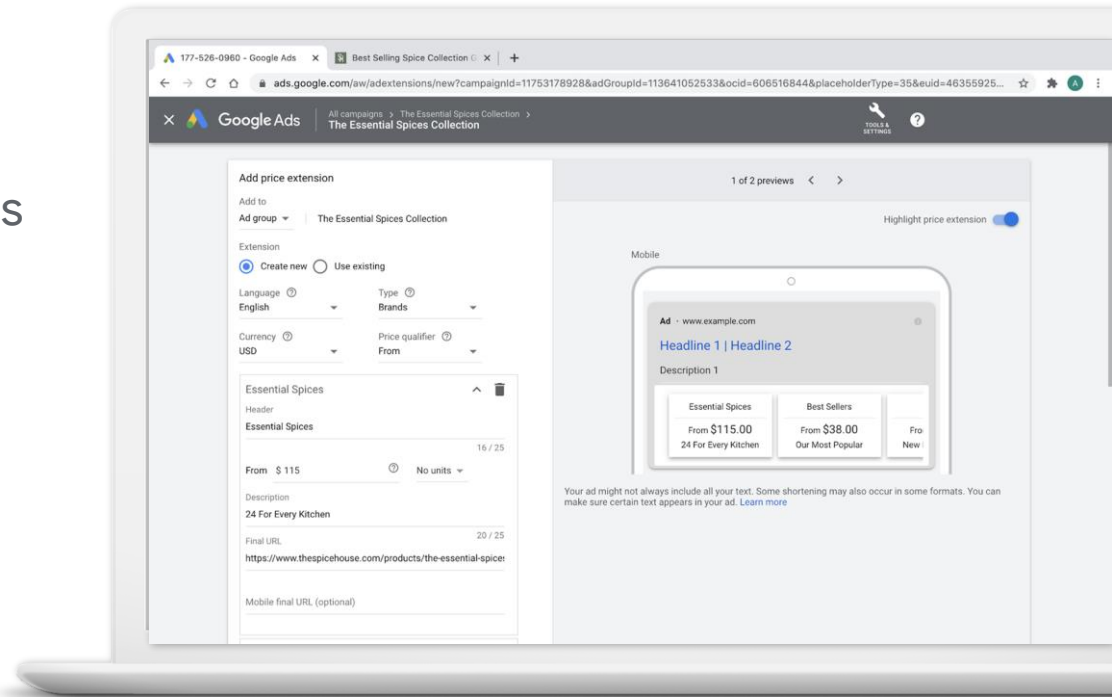 s
177-526-0960 - Google Ads
Best Selling Spice Collection G
ads.google.com/aw/adextensions/new?campaignId=11753178928&adGroupId=113641052533&ocid=606516844&placeholderType=35&euid=46355925...
A
Google Ads
All campaigns > The Essential Spices Collection >
The Essential Spices Collection
TOOLS & SETTINGS
Add price extension
Add to
Ad group
The Essential Spices Collection
Extension
Create new
Use existing
Language
Type
English
Brands
Currency
Price qualifier
USD
From
Essential Spices
Header
Essential Spices
16 / 25
From $ 115
No units
Description
24 For Every Kitchen
20 / 25
Final URL
https://www.thespicehouse.com/products/the-essential-spices
Mobile final URL (optional)
1 of 2 previews
Highlight price extension
Mobile
Ad · www.example.com
Headline 1 | Headline 2
Description 1
Essential Spices
From $115.00
24 For Every Kitchen
Best Sellers
From $38.00
Our Most Popular
Fro
New
Your ad might not always include all your text. Some shortening may also occur in some formats. You can
make sure certain text appears in your ad. Learn more